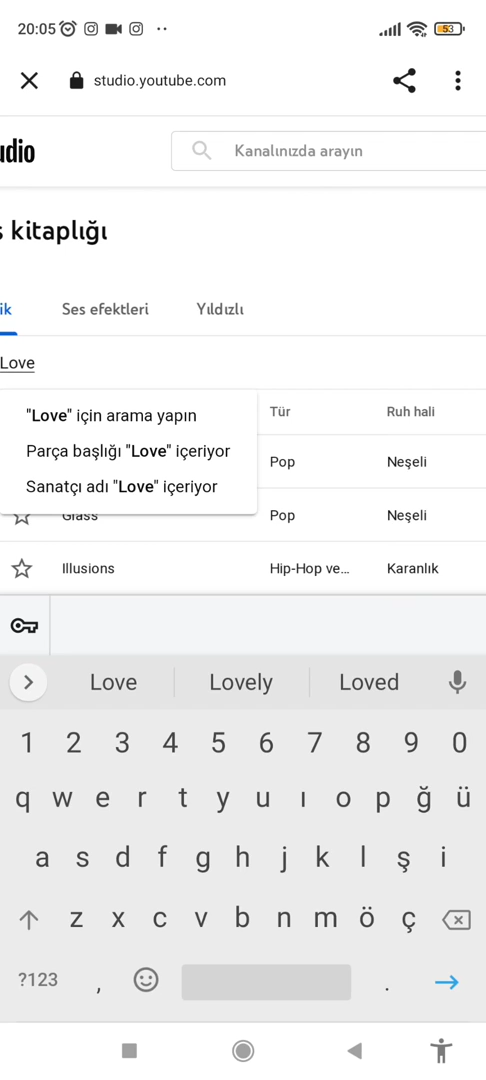 20:05
53
studio.youtube.com
udio
Kanalınızda arayın
s kitaplığı
ik
Ses efektleri
Yıldızlı
Love
"Love" için arama yapın
Parça başlığı "Love" içeriyor
Sanatçı adı "Love" içeriyor
Tür
Ruh hali
Pop
Neşeli
Glass
Pop
Neşeli
Illusions
Hip-Hop ve...
Karanlık
Love
Lovely
Loved
1 2 3 4 5 6 7 8 9 0
q w e r t y u ı o p ğ ü
a s d f g h j k l ş i
z x c v b n m ö ç
?123 , .